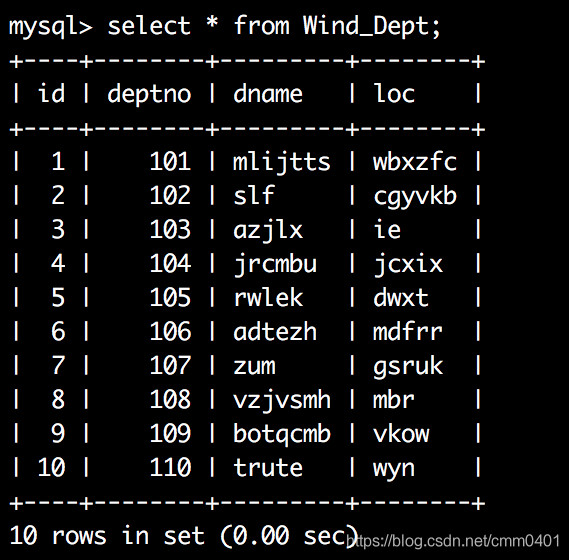 mysql> select * from Wind_Dept;
+----+--------+----------+--------+
| id | deptno | dname    | loc    |
+----+--------+----------+--------+
|  1 |    101 | mlijtts  | wbxzfc |
|  2 |    102 | slf      | cgyvkb |
|  3 |    103 | azjlx    | ie     |
|  4 |    104 | jrcmbu   | jcxix  |
|  5 |    105 | rwlek    | dwxt   |
|  6 |    106 | adtezh   | mdfrr  |
|  7 |    107 | zum      | gsruk  |
|  8 |    108 | vzjvsmh  | mbr    |
|  9 |    109 | botqcmb  | vkow   |
| 10 |    110 | trute    | wyn    |
+----+--------+----------+--------+
10 rows in set (0.00 sec)
https://blog.csdn.net/cmm0401